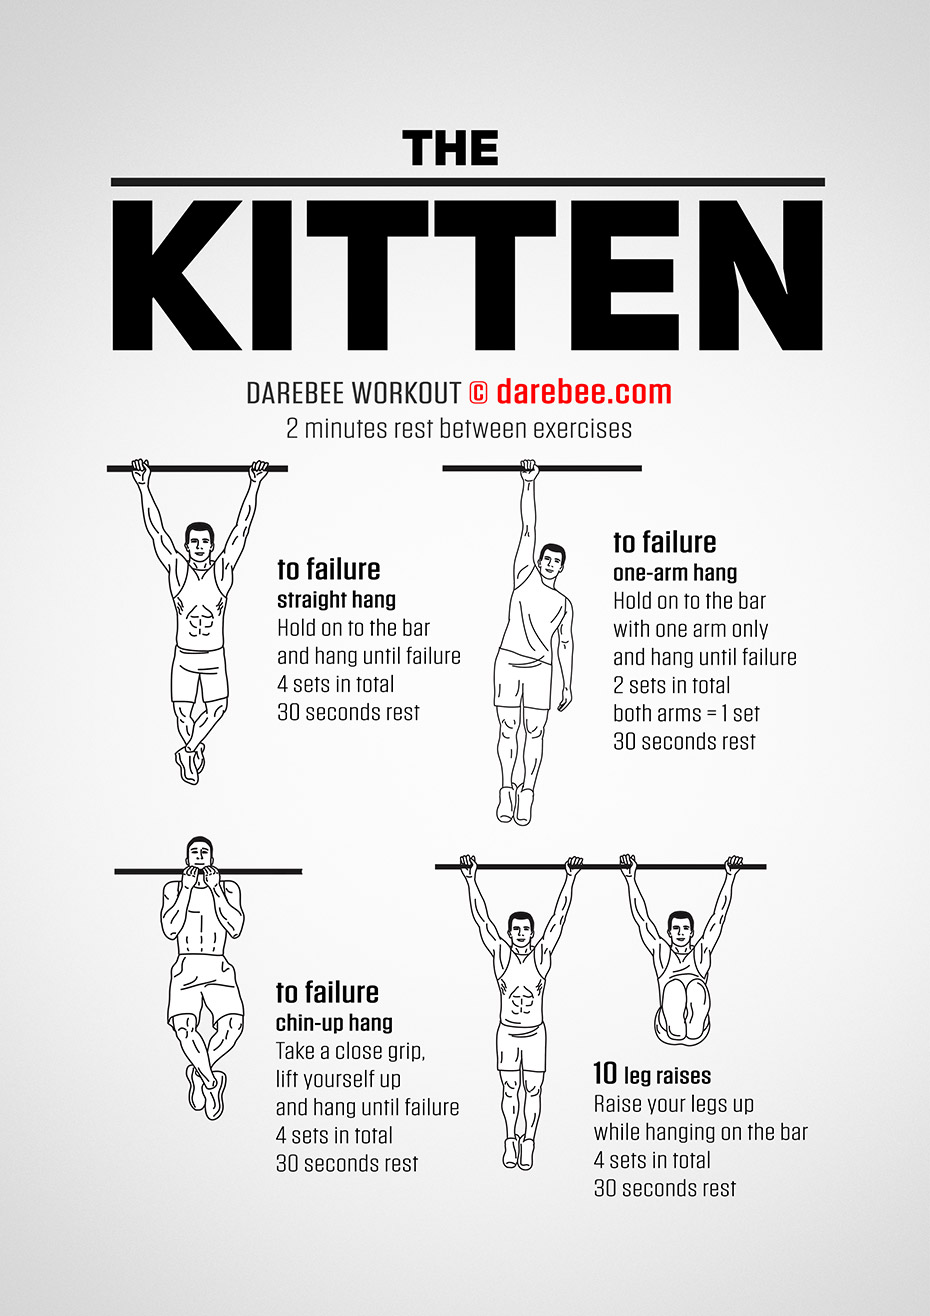 THE
KITTEN
DAREBEE WORKOUT © darebee.com
2 minutes rest between exercises
to failure
straight hang
Hold on to the bar
and hang until failure
4 sets in total
30 seconds rest
to failure
one-arm hang
Hold on to the bar
with one arm only
and hang until failure
2 sets in total
both arms = 1 set
30 seconds rest
to failure
chin-up hang
Take a close grip,
lift yourself up
and hang until failure
4 sets in total
30 seconds rest
10 leg raises
Raise your legs up
while hanging on the bar
4 sets in total
30 seconds rest